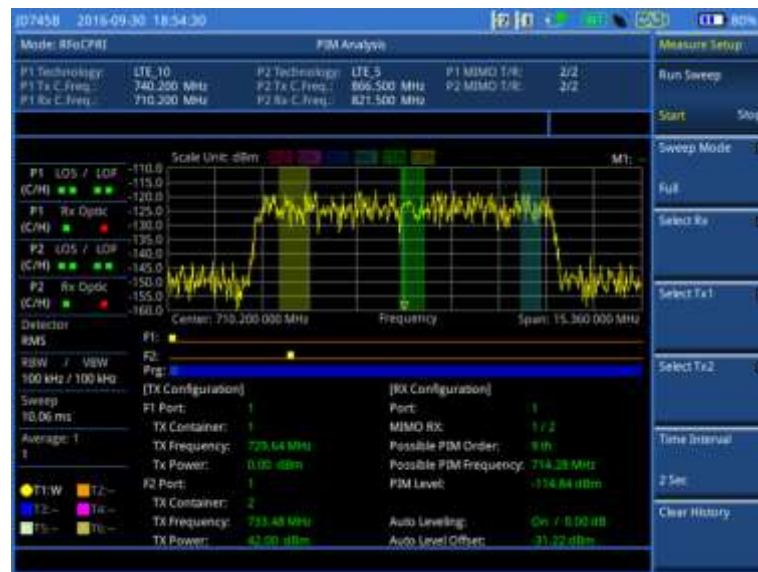 JD745B 2016-09-30 18:54:30
80%
Mode: RFoCPRI
PIM Analysis
Measure Setup
P1 Technology: LTE_10
P2 Technology: LTE_5
P1 MIMO T/R: 2/2
P1 Tx C.Freq.: 740.200 MHz
P2 Tx C.Freq.: 866.500 MHz
P2 MIMO T/R: 2/2
P1 Rx C.Freq.: 710.200 MHz
P2 Rx C.Freq.: 821.500 MHz
Run Sweep
Start Stop
Scale Unit: dBm
M1: --
Sweep Mode
Full
P1 LOS / LOF
(C/H)
P1 Rx Optic
(C/H)
P2 LOS / LOF
(C/H)
P2 Rx Optic
(C/H)
-110.0
-115.0
-120.0
-125.0
-130.0
-135.0
-140.0
-145.0
-150.0
-155.0
-160.0
Select Rx
Select Tx1
Center: 710.200 000 MHz
Frequency
Span: 15.360 000 MHz
Detector
RMS
F1:
F2:
Prg:
RBW / VBW
100 kHz / 100 kHz
Select Tx2
Sweep
10.06 ms
Average: 1
1
[TX Configuration]
F1 Port: 1
TX Container: 1
TX Frequency: 729.64 MHz
Tx Power: 0.00 dBm
F2 Port: 1
TX Container: 2
TX Frequency: 733.48 MHz
TX Power: 42.00 dBm
[RX Configuration]
Port: 1
MIMO RX: 1 / 2
Possible PIM Order: 9 th
Possible PIM Frequency: 714.28 MHz
PIM Level: -114.84 dBm
Auto Leveling: On / 0.00 dB
Auto Level Offset: -31.22 dBm
Time Interval
2 Sec
Clear History
T1:W T2:--
T3:-- T4:--
T5:-- T6:--